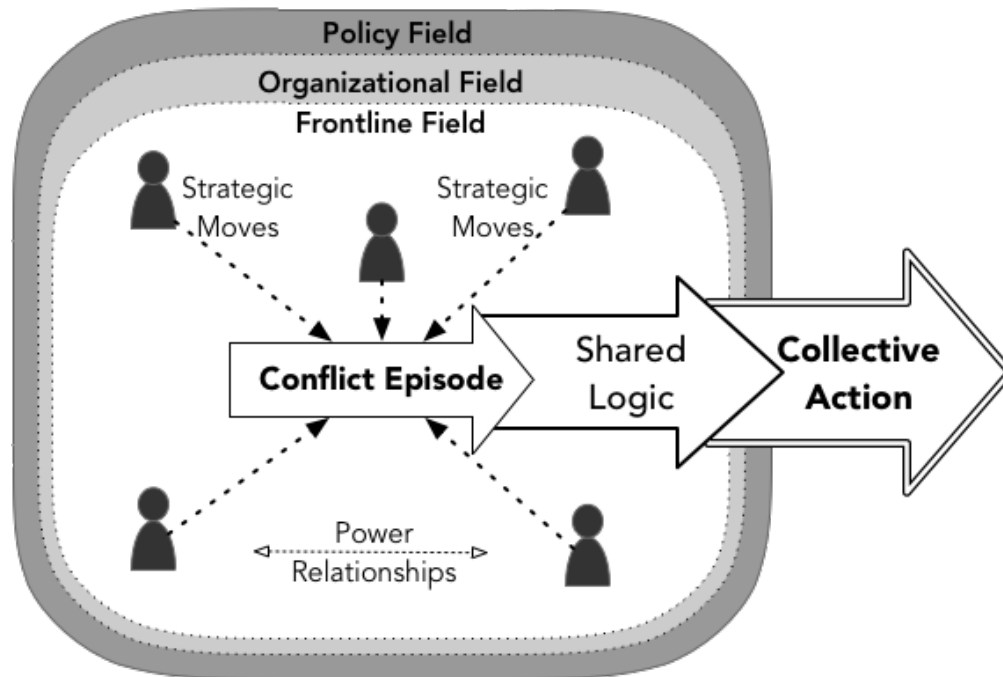 Policy Field
Organizational Field
Frontline Field
Strategic
Moves
Strategic
Moves
Conflict Episode
Shared
Logic
Collective
Action
Power
Relationships